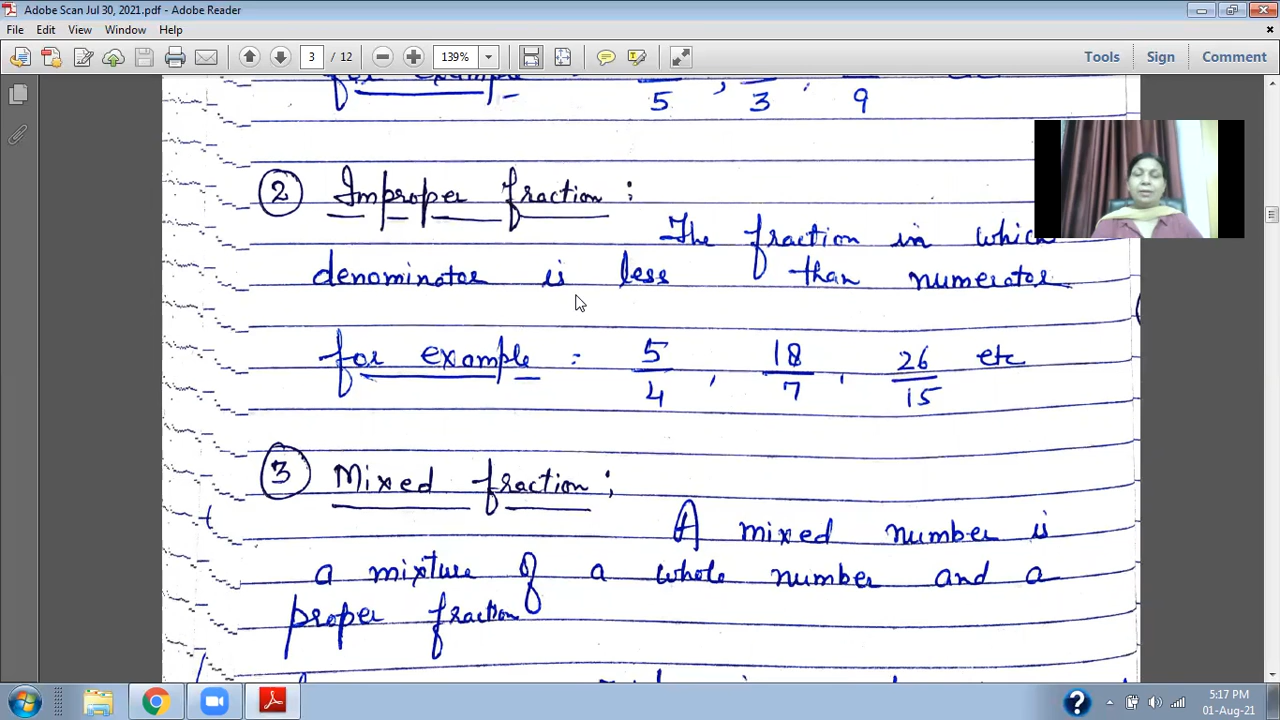 Adobe Scan Jul 30, 2021.pdf - Adobe Reader
File Edit View Window Help
3 / 12 139% Tools Sign Comment
for example
5 , 3 , 9
② Improper fraction :
The fraction in which
denominator is less than numerator
for example = 5/4 , 18/7 , 26/15 etc
③ Mixed fraction ;
A mixed number is
a mixture of a whole number and a
proper fraction
5:17 PM
01-Aug-21